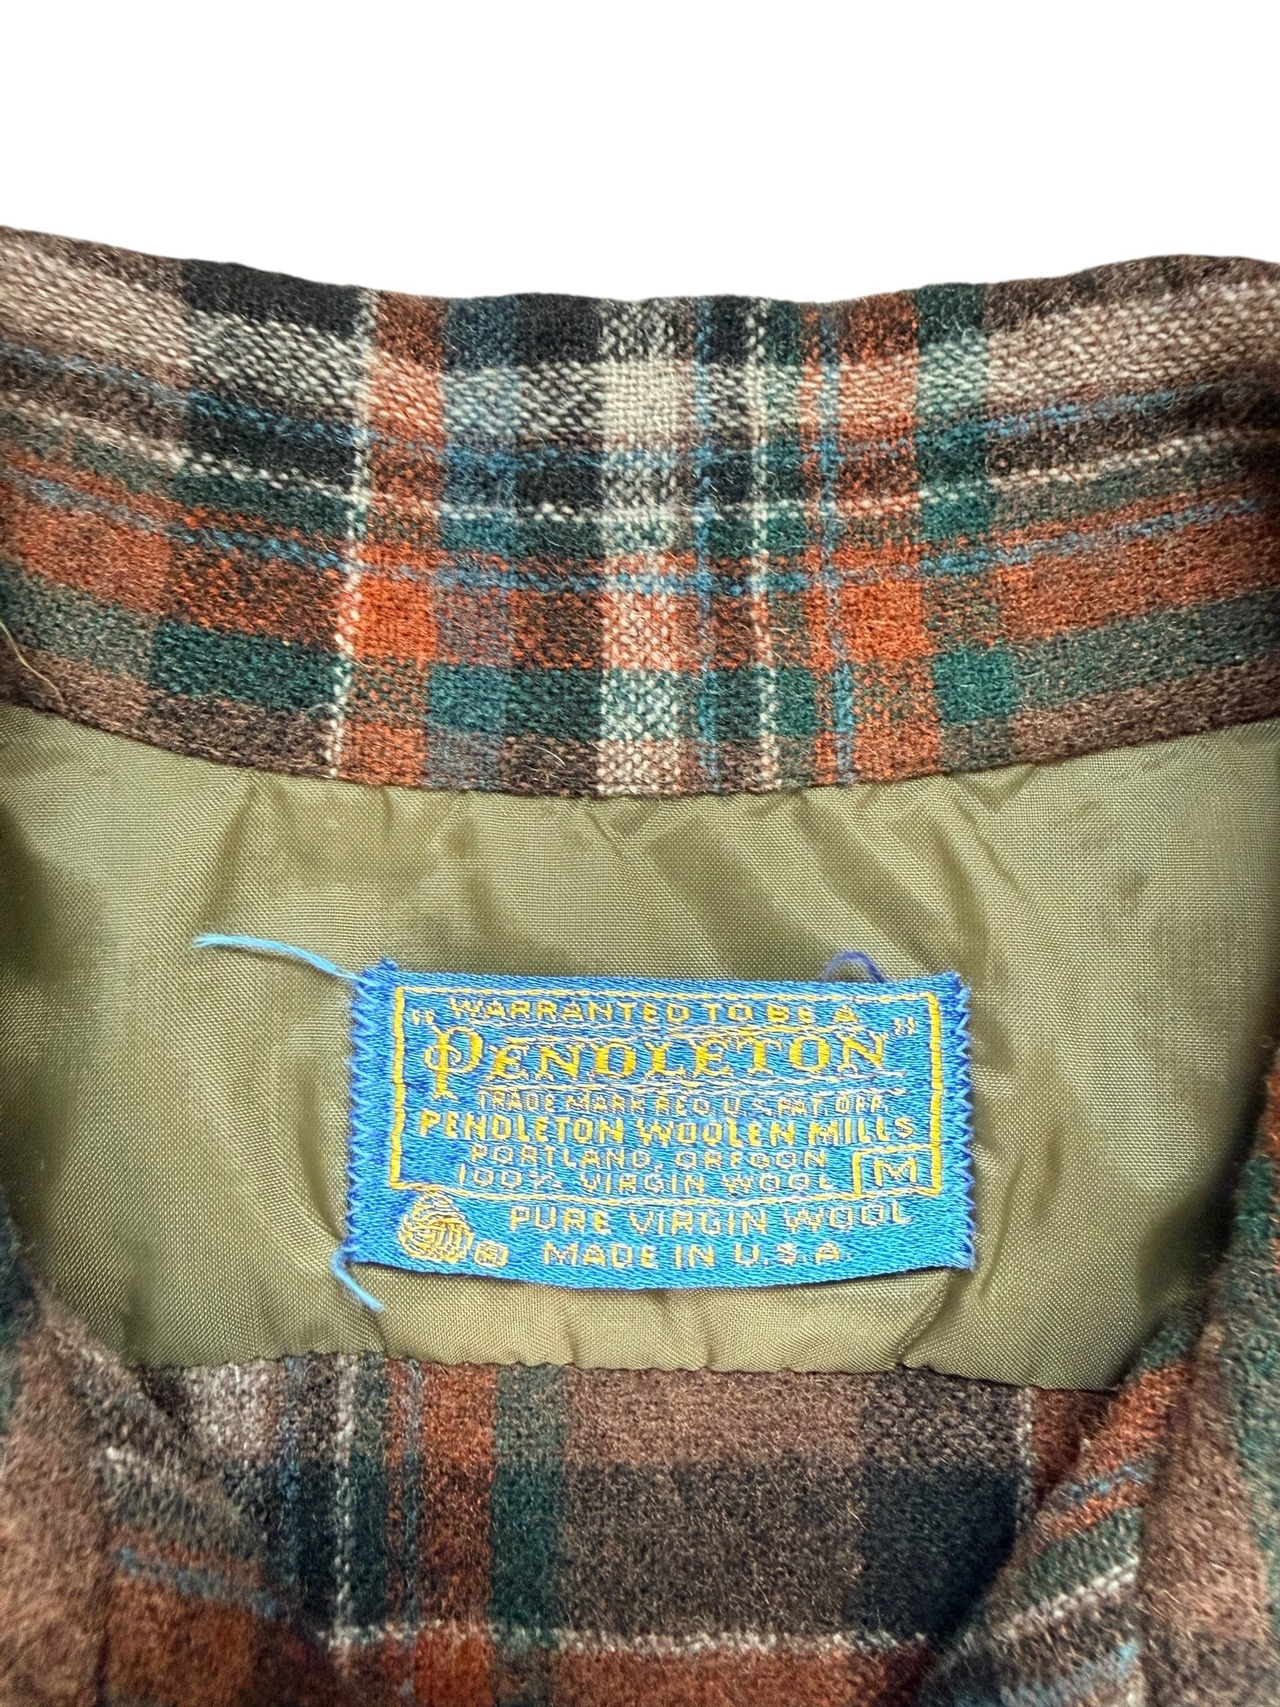 WARRANTED TO BE A
"PENDLETON"
TRADE MARK REG. U.S. PAT. OFF.
PENDLETON WOOLEN MILLS
PORTLAND, OREGON
100% VIRGIN WOOL M
PURE VIRGIN WOOL
® MADE IN U.S.A.